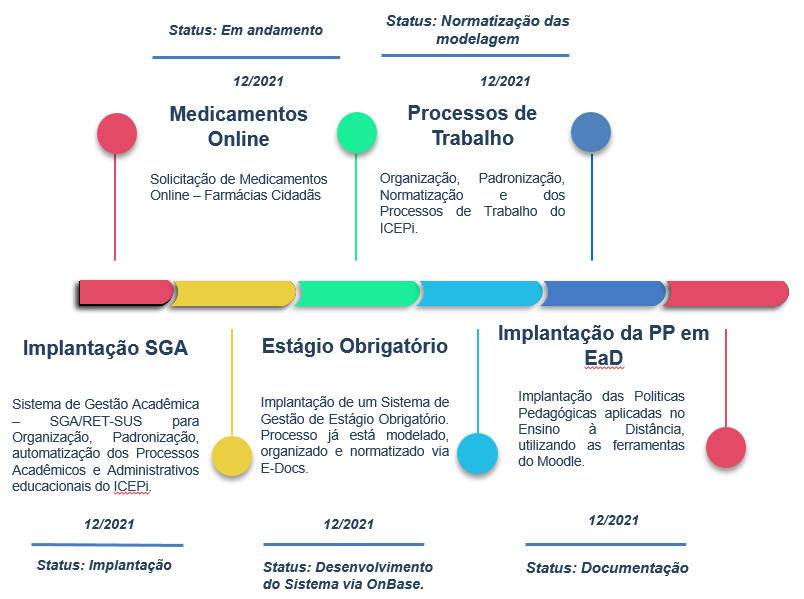 Status: Em andamento
12/2021
Medicamentos
Online
Solicitação de Medicamentos
Online – Farmácias Cidadãs
Status: Normatização das
modelagem
12/2021
Processos de
Trabalho
Organização, Padronização,
Normatização e dos
Processos de Trabalho do
ICEPi.
Implantação SGA
Sistema de Gestão Acadêmica
– SGA/RET-SUS para
Organização, Padronização,
automatização dos Processos
Acadêmicos e Administrativos
educacionais do ICEPi.
12/2021
Status: Implantação
Estágio Obrigatório
Implantação de um Sistema de
Gestão de Estágio Obrigatório.
Processo já está modelado,
organizado e normatizado via
E-Docs.
12/2021
Status: Desenvolvimento
do Sistema via OnBase.
Implantação da PP em
EaD
Implantação das Politicas
Pedagógicas aplicadas no
Ensino à Distância,
utilizando as ferramentas
do Moodle.
12/2021
Status: Documentação